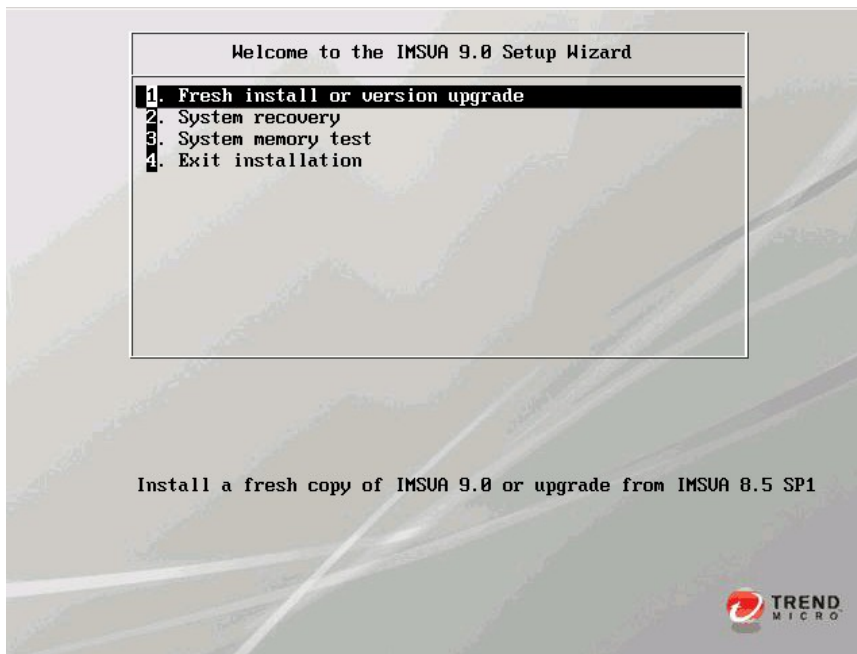 Welcome to the IMSVA 9.0 Setup Wizard
1. Fresh install or version upgrade
2. System recovery
3. System memory test
4. Exit installation
Install a fresh copy of IMSVA 9.0 or upgrade from IMSVA 8.5 SP1
TREND
MICRO